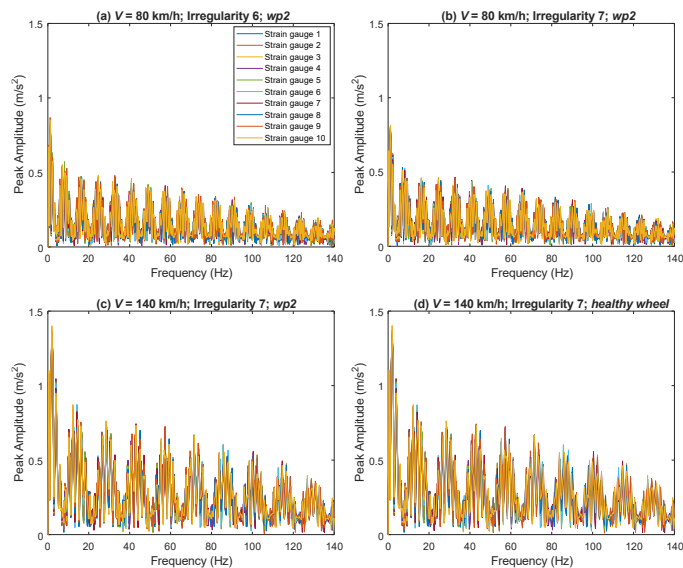 (a) V = 80 km/h; Irregularity 6; wp2
1.5
1
0.5
0
Peak Amplitude (m/s²)
0 20 40 60 80 100 120 140
Frequency (Hz)
Strain gauge 1
Strain gauge 2
Strain gauge 3
Strain gauge 4
Strain gauge 5
Strain gauge 6
Strain gauge 7
Strain gauge 8
Strain gauge 9
Strain gauge 10
(b) V = 80 km/h; Irregularity 7; wp2
1.5
1
0.5
0
Peak Amplitude (m/s²)
0 20 40 60 80 100 120 140
Frequency (Hz)
(c) V = 140 km/h; Irregularity 7; wp2
1.5
1
0.5
0
Peak Amplitude (m/s²)
0 20 40 60 80 100 120 140
Frequency (Hz)
(d) V = 140 km/h; Irregularity 7; healthy wheel
1.5
1
0.5
0
Peak Amplitude (m/s²)
0 20 40 60 80 100 120 140
Frequency (Hz)